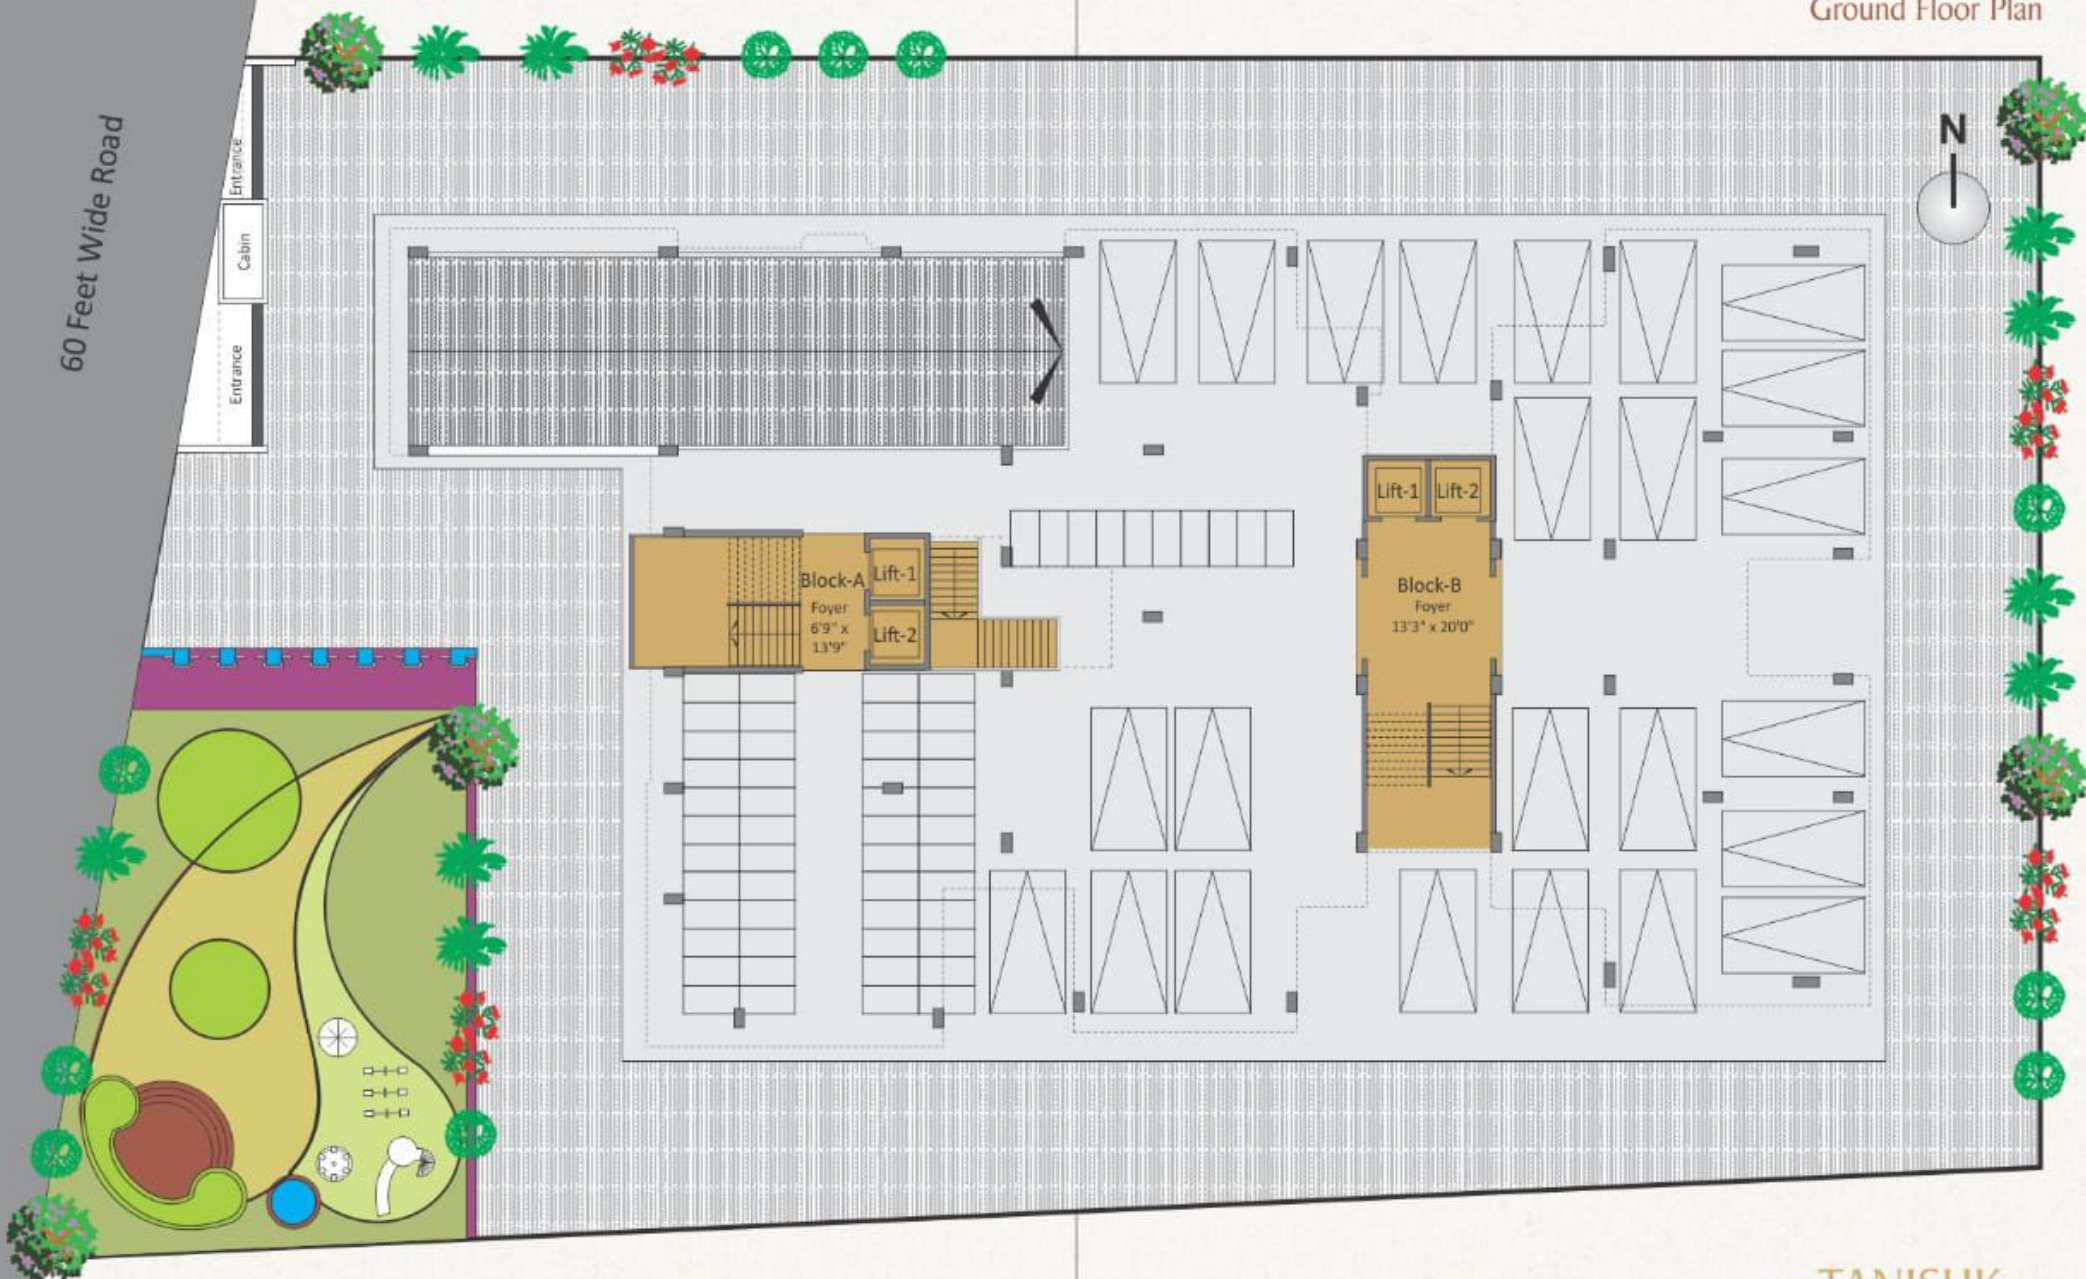 Ground Floor Plan
60 Feet Wide Road
Entrance
Cabin
Entrance
N
Lift-1
Lift-2
Block-A
Foyer
6'9" x
13'9"
Lift-1
Lift-2
Block-B
Foyer
13'3" x 20'0"
TANISHK